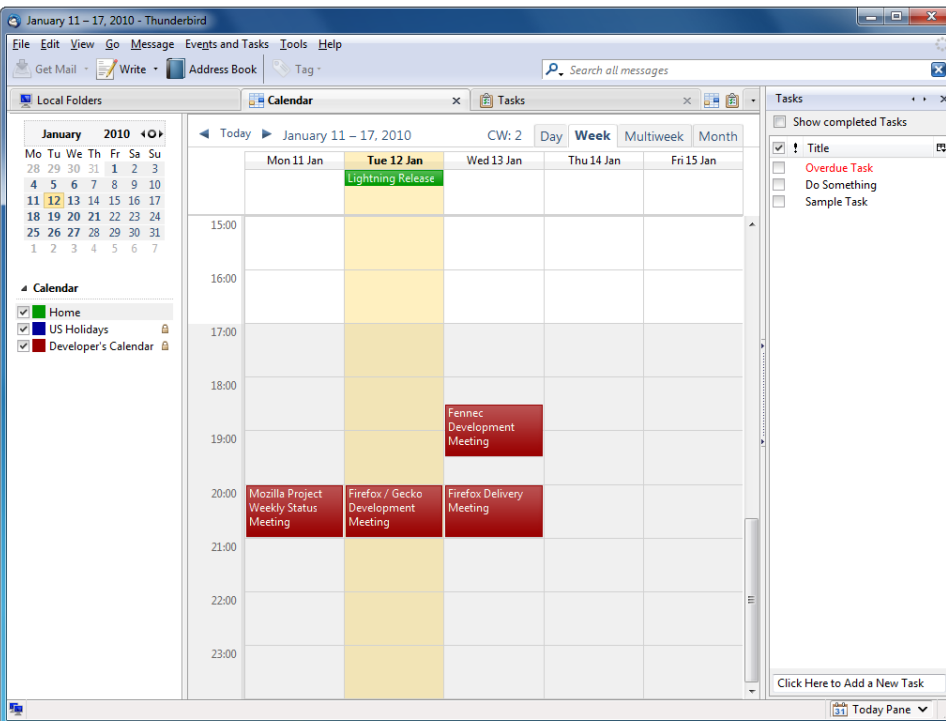 January 11 – 17, 2010 - Thunderbird
File Edit View Go Message Events and Tasks Tools Help
Get Mail Write Address Book Tag Search all messages
Local Folders
Calendar
Tasks
January 2010
Mo Tu We Th Fr Sa Su
28 29 30 31 1 2 3
4 5 6 7 8 9 10
11 12 13 14 15 16 17
18 19 20 21 22 23 24
25 26 27 28 29 30 31
1 2 3 4 5 6 7
Calendar
Home
US Holidays
Developer's Calendar
Today January 11 – 17, 2010 CW: 2 Day Week Multiweek Month
Mon 11 Jan Tue 12 Jan Wed 13 Jan Thu 14 Jan Fri 15 Jan
Lightning Release
15:00
16:00
17:00
18:00
Fennec
Development
Meeting
19:00
20:00
Mozilla Project
Weekly Status
Meeting
Firefox / Gecko
Development
Meeting
Firefox Delivery
Meeting
21:00
22:00
23:00
Tasks
Show completed Tasks
! Title
Overdue Task
Do Something
Sample Task
Click Here to Add a New Task
31 Today Pane